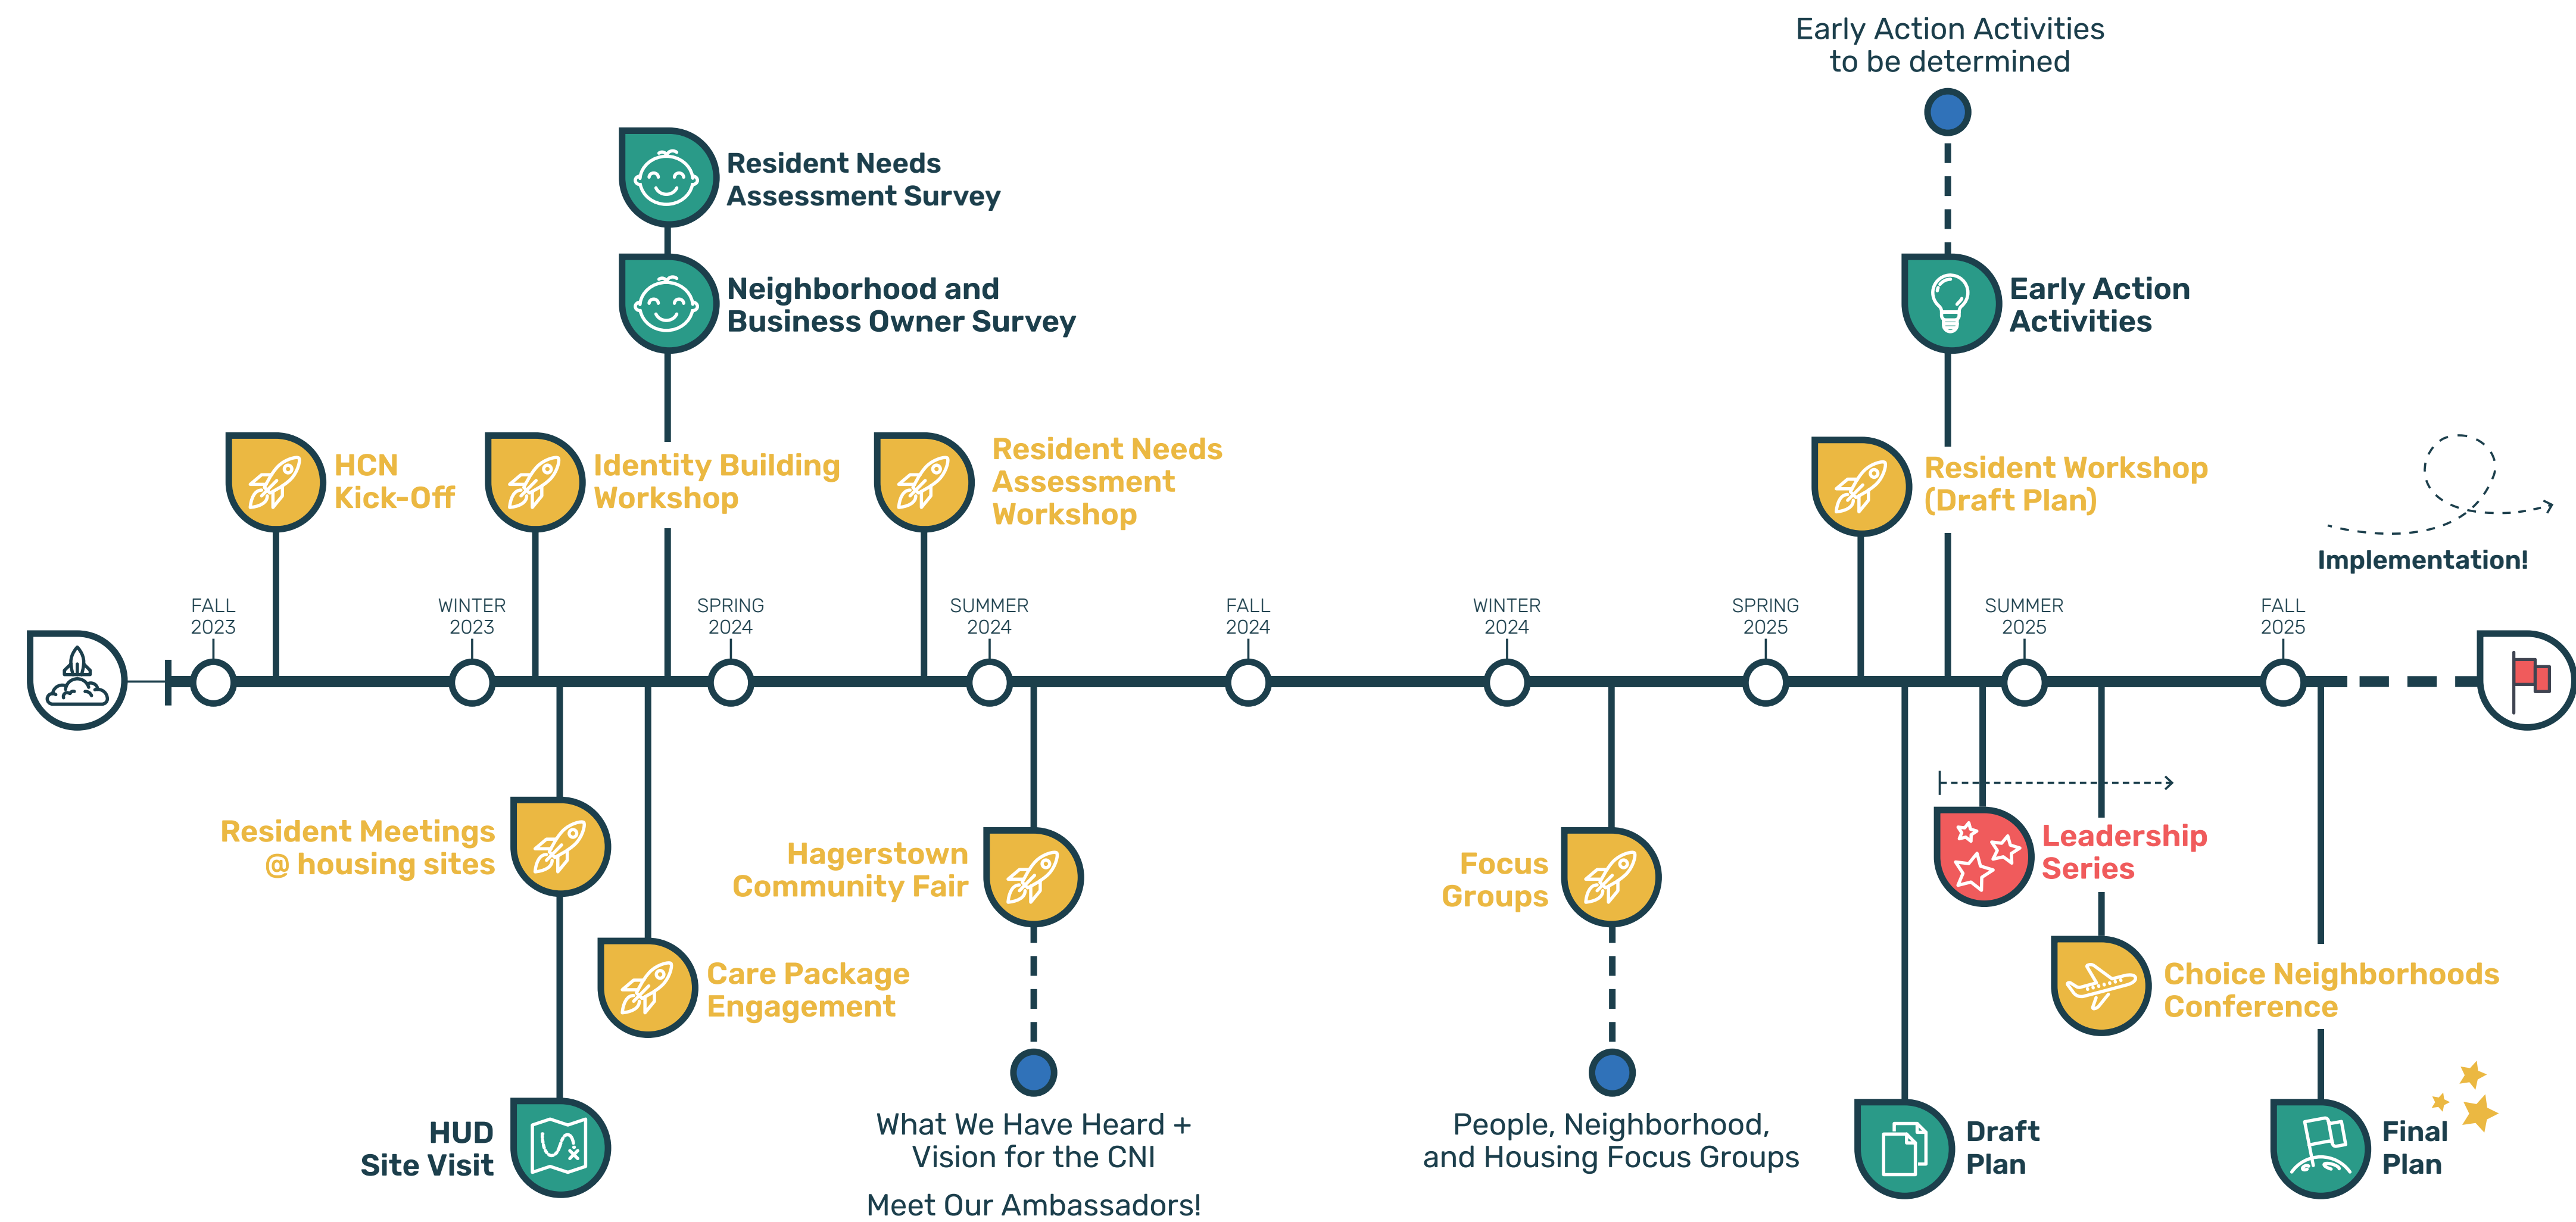 Early Action Activities
to be determined
Resident Needs
Assessment Survey
Neighborhood and
Business Owner Survey
Early Action
Activities
HCN
Kick-Off
Identity Building
Workshop
Resident Needs
Assessment
Workshop
Resident Workshop
(Draft Plan)
Implementation!
FALL
2023
WINTER
2023
SPRING
2024
SUMMER
2024
FALL
2024
WINTER
2024
SPRING
2025
SUMMER
2025
FALL
2025
Resident Meetings
@ housing sites
Hagerstown
Community Fair
Focus
Groups
Leadership
Series
Care Package
Engagement
Choice Neighborhoods
Conference
HUD
Site Visit
What We Have Heard +
Vision for the CNI
Meet Our Ambassadors!
People, Neighborhood,
and Housing Focus Groups
Draft
Plan
Final
Plan